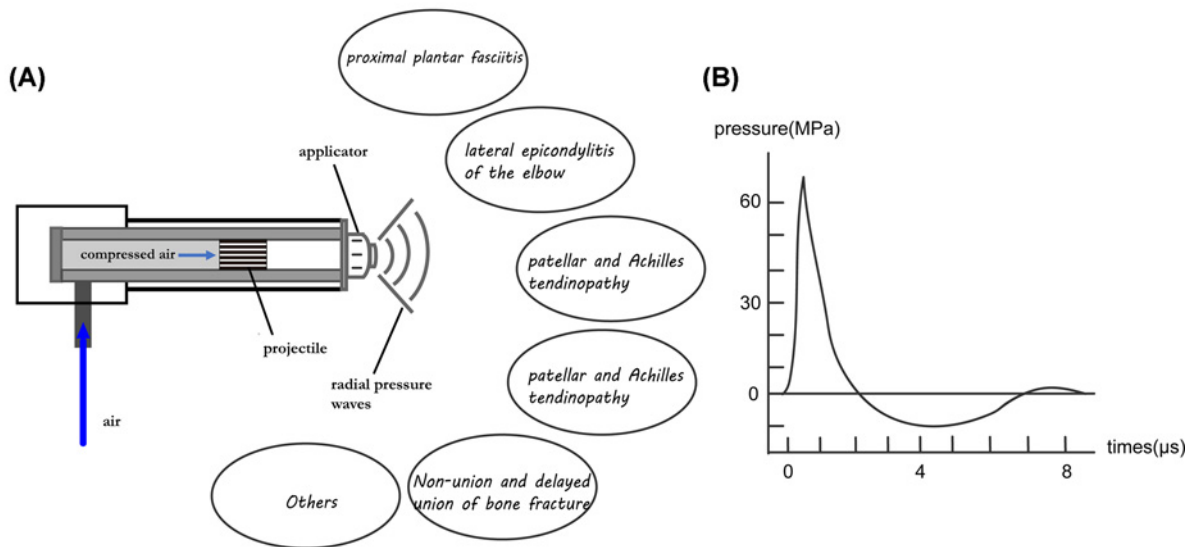 (A)
proximal plantar fasciitis
lateral epicondylitis
of the elbow
patellar and Achilles
tendinopathy
patellar and Achilles
tendinopathy
Non-union and delayed
union of bone fracture
Others
applicator
compressed air
projectile
radial pressure
waves
air
(B)
pressure(MPa)
60
30
0
0
4
8
times(μs)